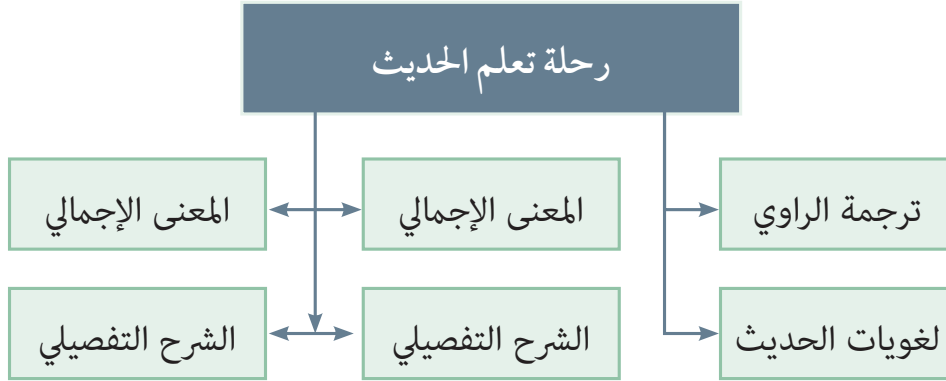 رحلة تعلم الحديث
ترجمة الراوي
المعنى الإجمالي
المعنى الإجمالي
لغويات الحديث
الشرح التفصيلي
الشرح التفصيلي